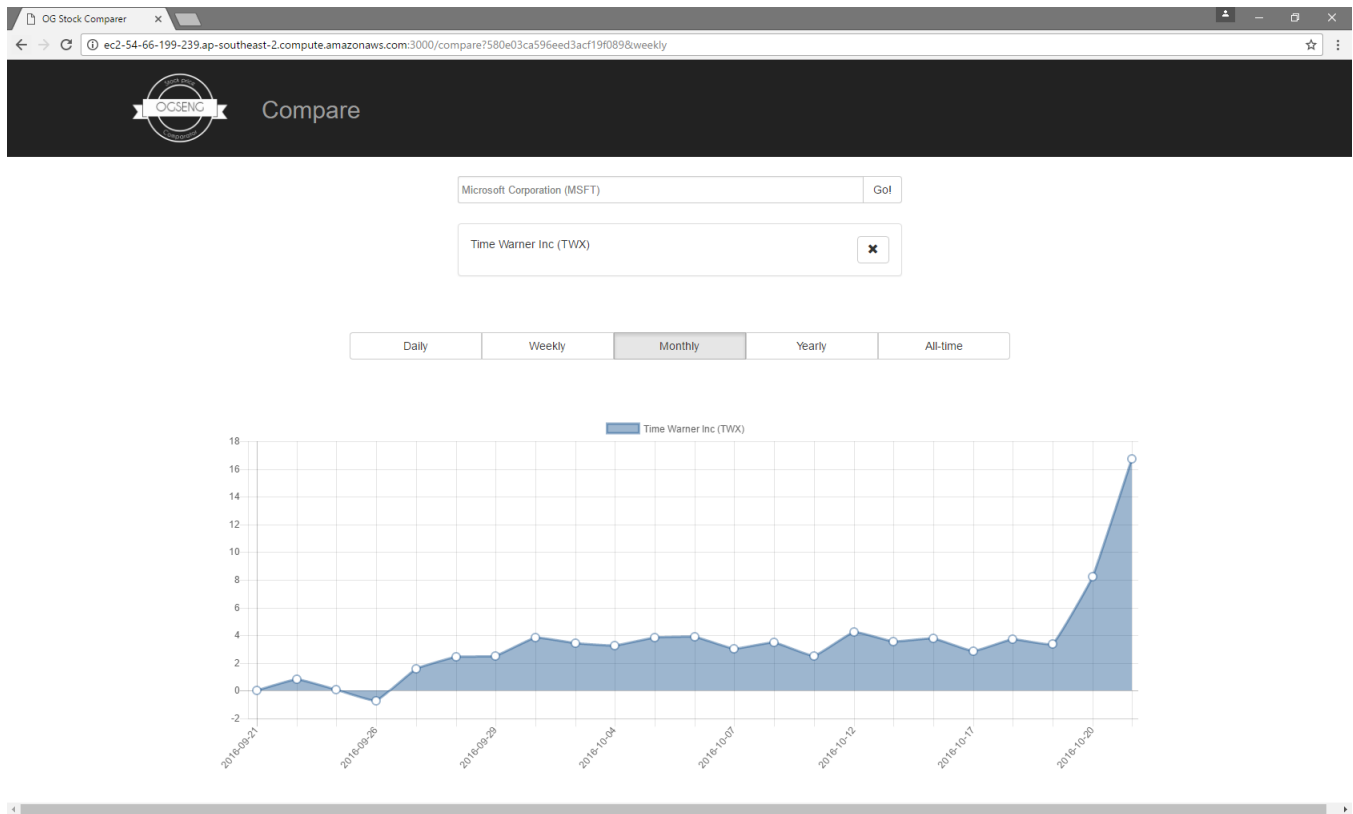 OG Stock Comparer
ec2-54-66-199-239.ap-southeast-2.compute.amazonaws.com:3000/compare?580e03ca596eed3acf19f089&weekly
Stock price
OGSENG
Comparator
Compare
Microsoft Corporation (MSFT)
Go!
Time Warner Inc (TWX)
Daily
Weekly
Monthly
Yearly
All-time
Time Warner Inc (TWX)
18
16
14
12
10
8
6
4
2
0
-2
2016-09-21
2016-09-26
2016-09-29
2016-10-04
2016-10-07
2016-10-12
2016-10-17
2016-10-20